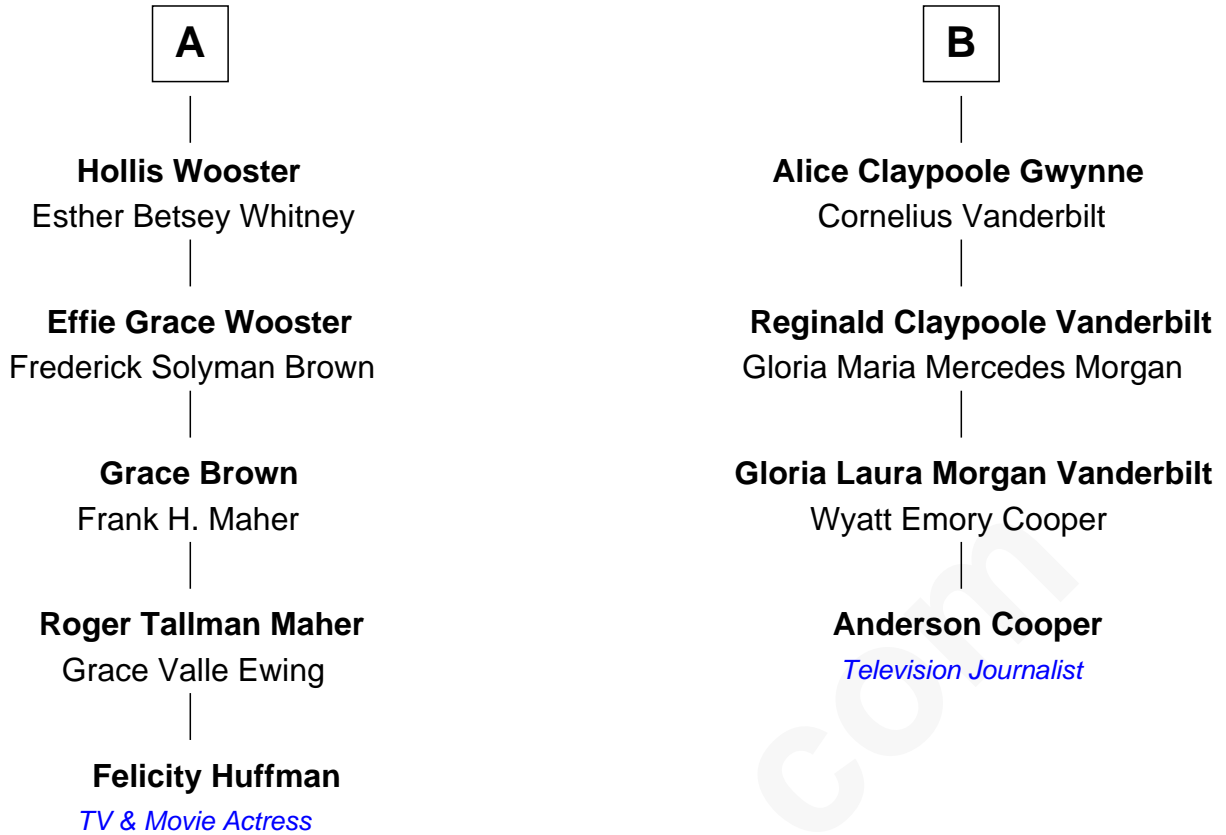 A
Hollis Wooster
Esther Betsey Whitney
Effie Grace Wooster
Frederick Solyman Brown
Grace Brown
Frank H. Maher
Roger Tallman Maher
Grace Valle Ewing
Felicity Huffman
TV & Movie Actress
B
Alice Claypoole Gwynne
Cornelius Vanderbilt
Reginald Claypoole Vanderbilt
Gloria Maria Mercedes Morgan
Gloria Laura Morgan Vanderbilt
Wyatt Emory Cooper
Anderson Cooper
Television Journalist
com